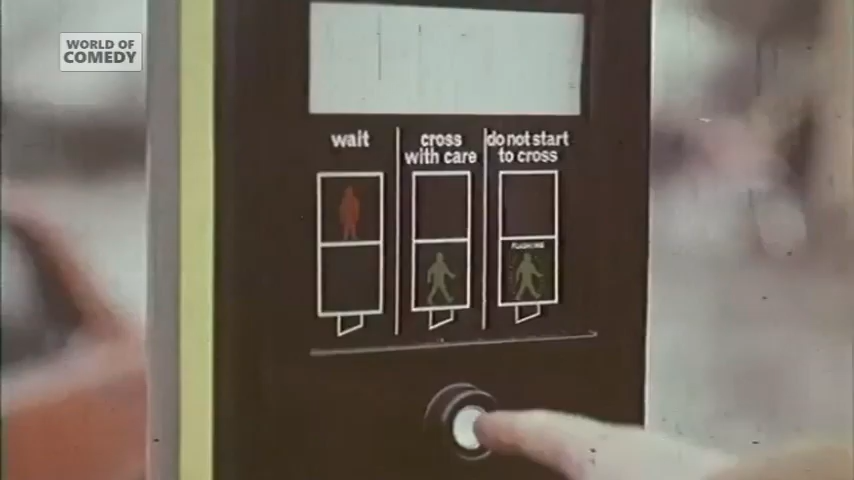 WORLD OF
COMEDY
wait
cross
with care
do not start
to cross
FLASHING